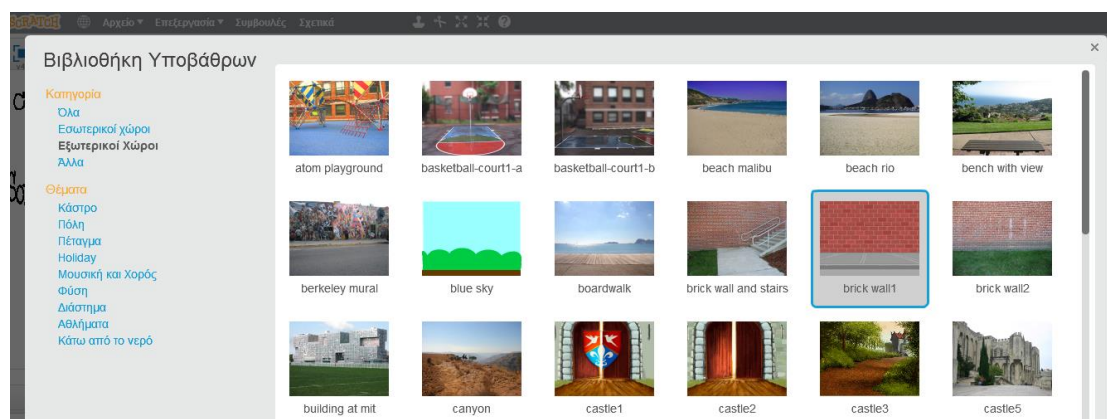 SCRATCH Αρχείο Επεξεργασία Συμβουλές Σχετικά
Βιβλιοθήκη Υποβάθρων
Κατηγορία
Όλα
Εσωτερικοί χώροι
Εξωτερικοί Χώροι
Άλλα
Θέματα
Κάστρο
Πόλη
Πέταγμα
Holiday
Μουσική και Χορός
Φύση
Διάστημα
Αθλήματα
Κάτω από το νερό
atom playground basketball-court1-a basketball-court1-b beach malibu beach rio bench with view
berkeley mural blue sky boardwalk brick wall and stairs brick wall1 brick wall2
building at mit canyon castle1 castle2 castle3 castle5